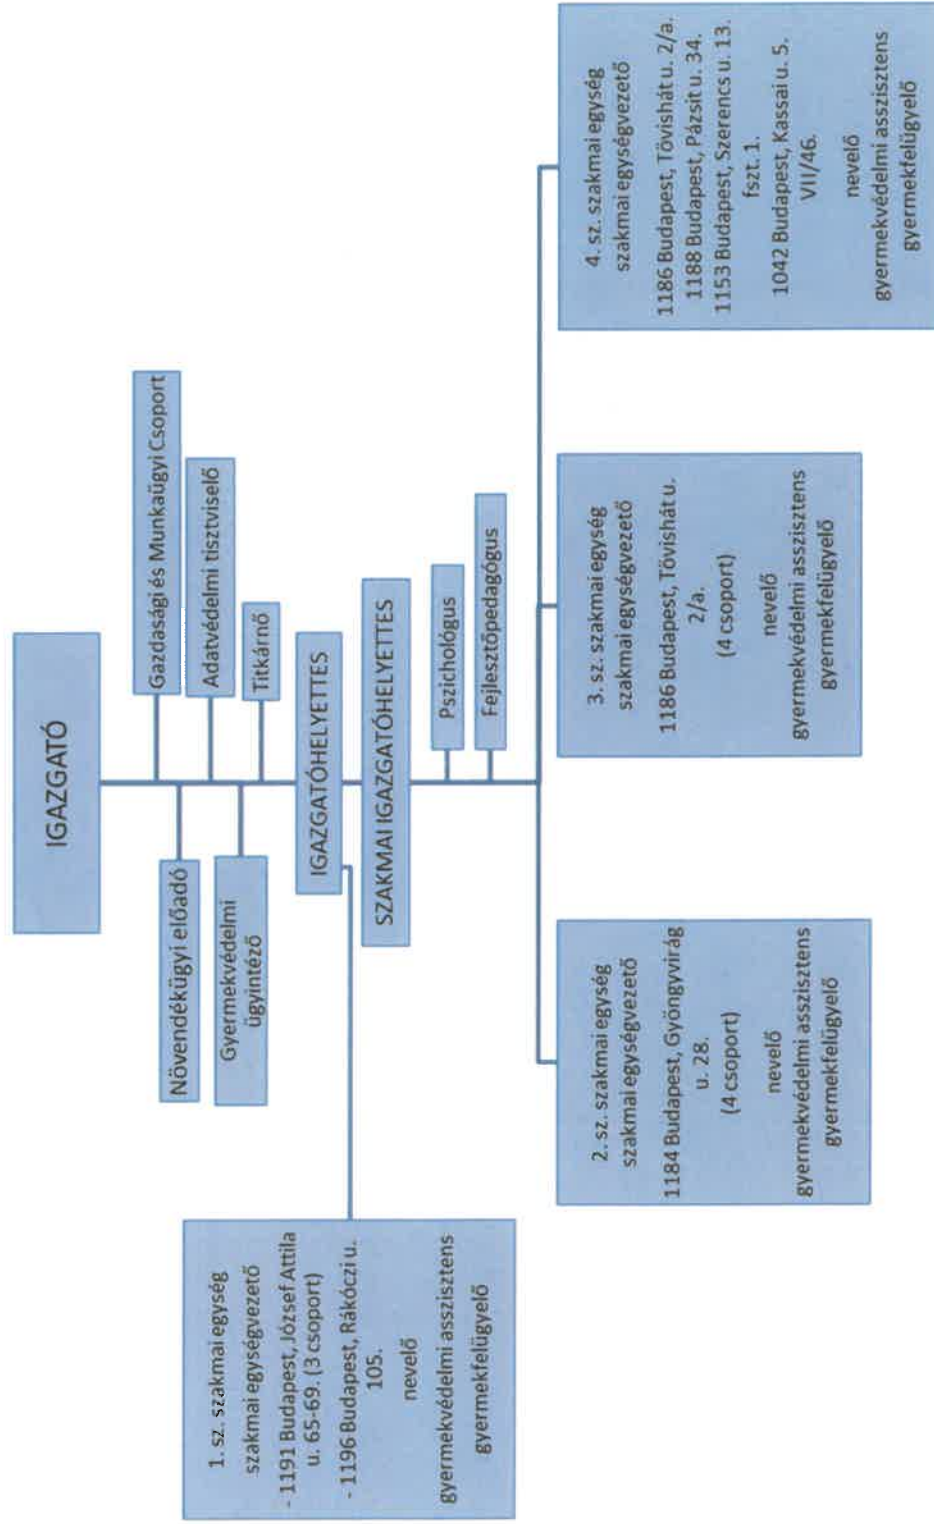 IGAZGATÓ
Gazdasági és Munkaügyi Csoport
Növendékügyi előadó
Adatvédelmi tisztviselő
Gyermekvédelmi
ügyintéző
Titkárnő
IGAZGATÓHELYETTES
SZAKMAI IGAZGATÓHELYETTES
Pszichológus
Fejlesztőpedagógus
1. sz. szakmai egység
szakmai egységvezető
- 1191 Budapest, József Attila
u. 65-69. (3 csoport)
- 1196 Budapest, Rákóczi u.
105.
nevelő
gyermekvédelmi asszisztens
gyermekfelügyelő
2. sz. szakmai egység
szakmai egységvezető
1184 Budapest, Gyöngyvirág
u. 28.
(4 csoport)
nevelő
gyermekvédelmi asszisztens
gyermekfelügyelő
3. sz. szakmai egység
szakmai egységvezető
1186 Budapest, Tövishát u.
2/a.
(4 csoport)
nevelő
gyermekvédelmi asszisztens
gyermekfelügyelő
4. sz. szakmai egység
szakmai egységvezető
1186 Budapest, Tövishát u. 2/a.
1188 Budapest, Pázsit u. 34.
1153 Budapest, Szerencs u. 13.
fszt. 1.
1042 Budapest, Kassai u. 5.
VII/46.
nevelő
gyermekvédelmi asszisztens
gyermekfelügyelő